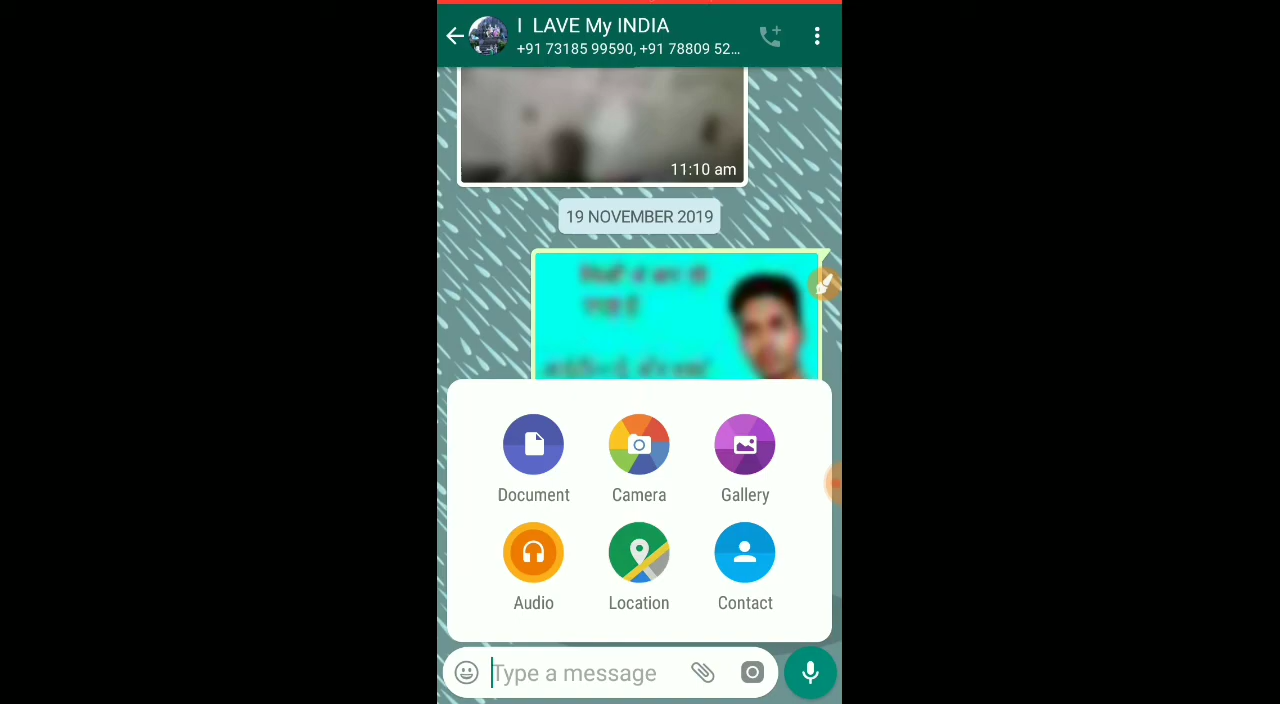 I LAVE My INDIA
+91 73185 99590, +91 78809 52...
11:10 am
19 NOVEMBER 2019
Document
Camera
Gallery
Audio
Location
Contact
Type a message